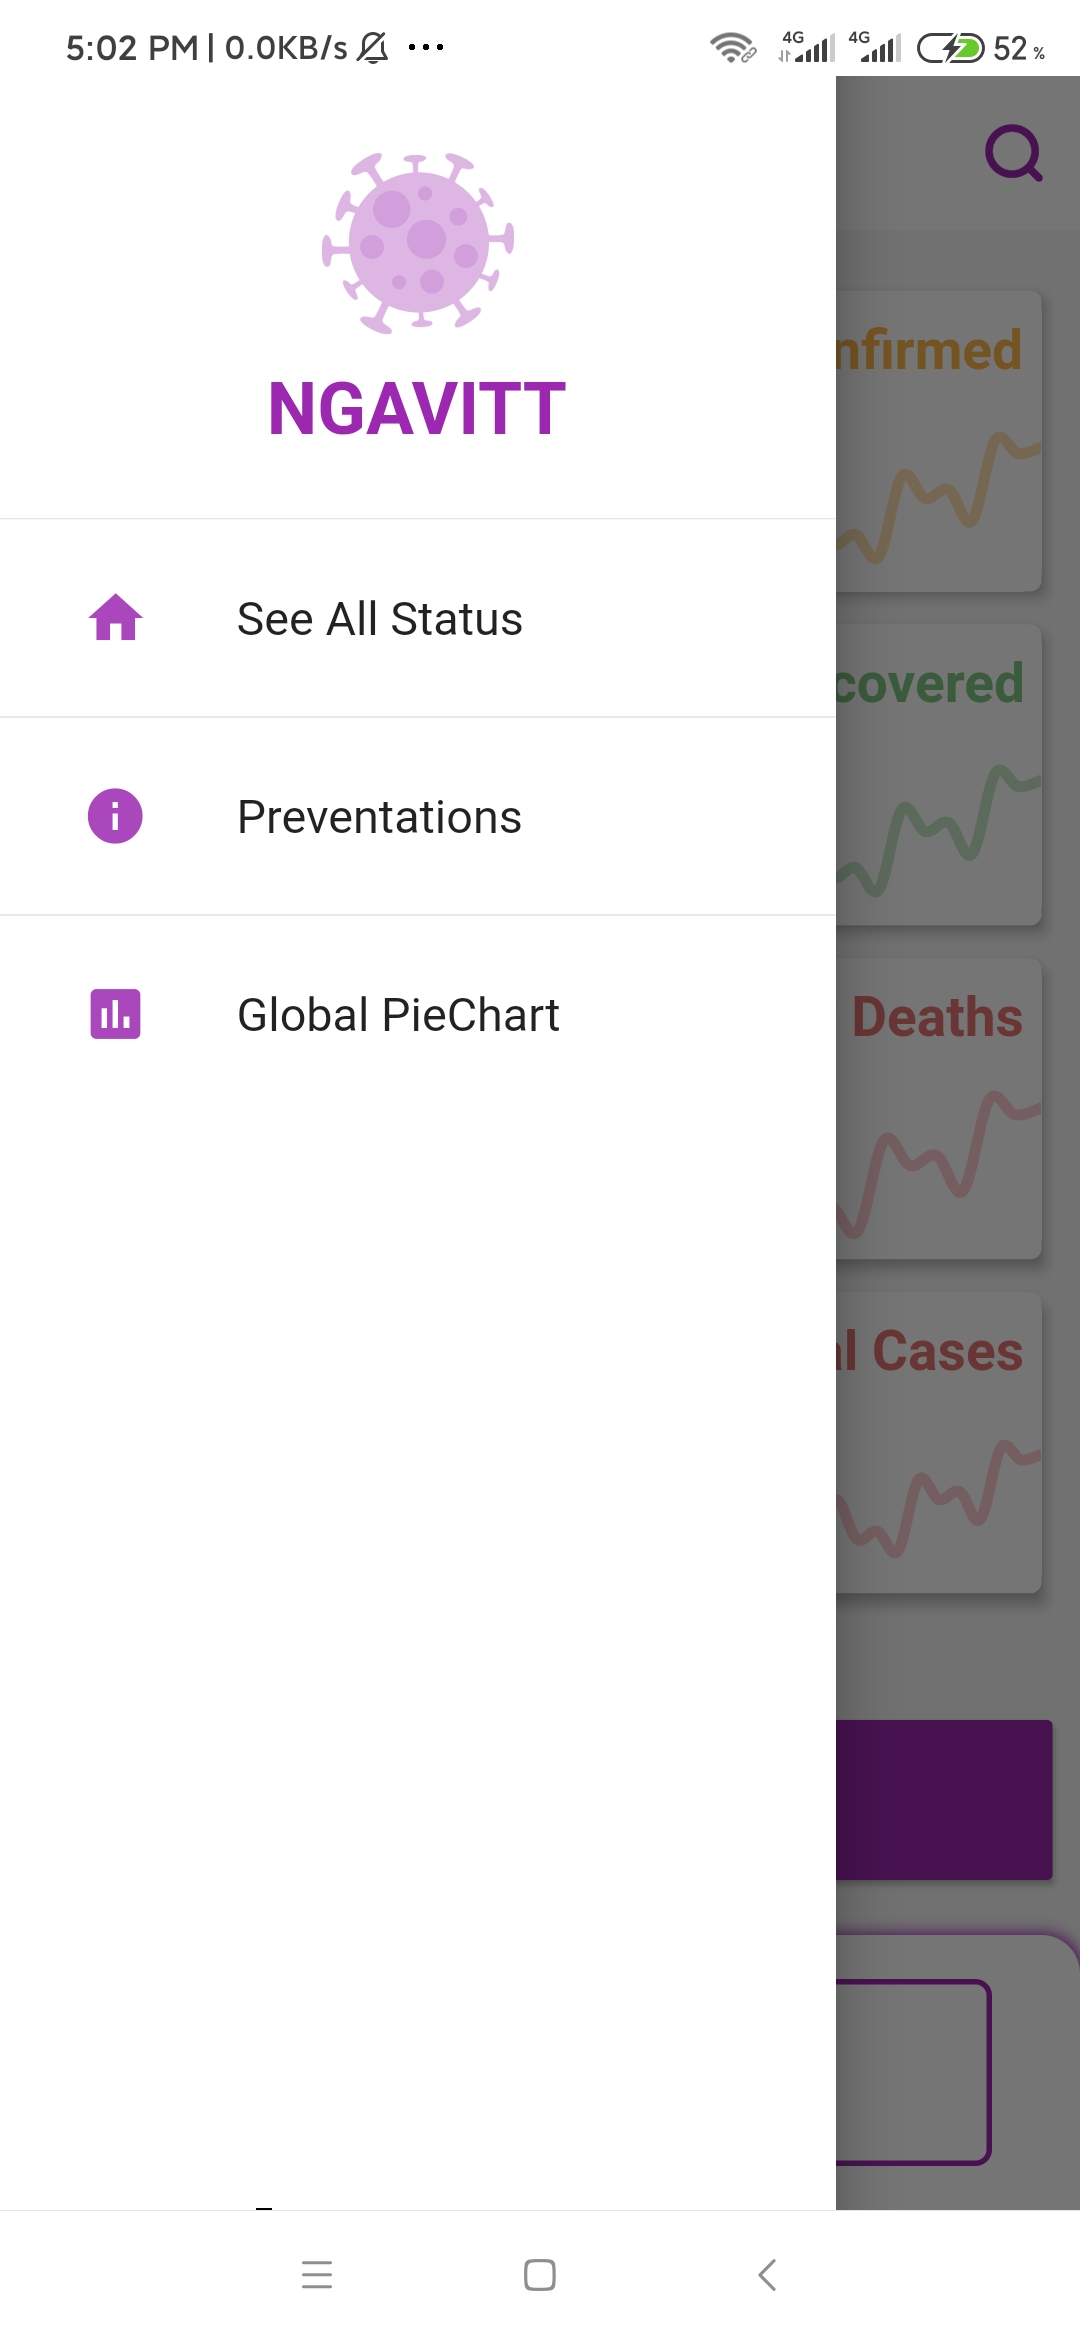 5:02 PM | 0.0KB/s ...
4G 4G 52 %
NGAVITT
nfirmed
See All Status
covered
Preventations
Deaths
Global PieChart
l Cases